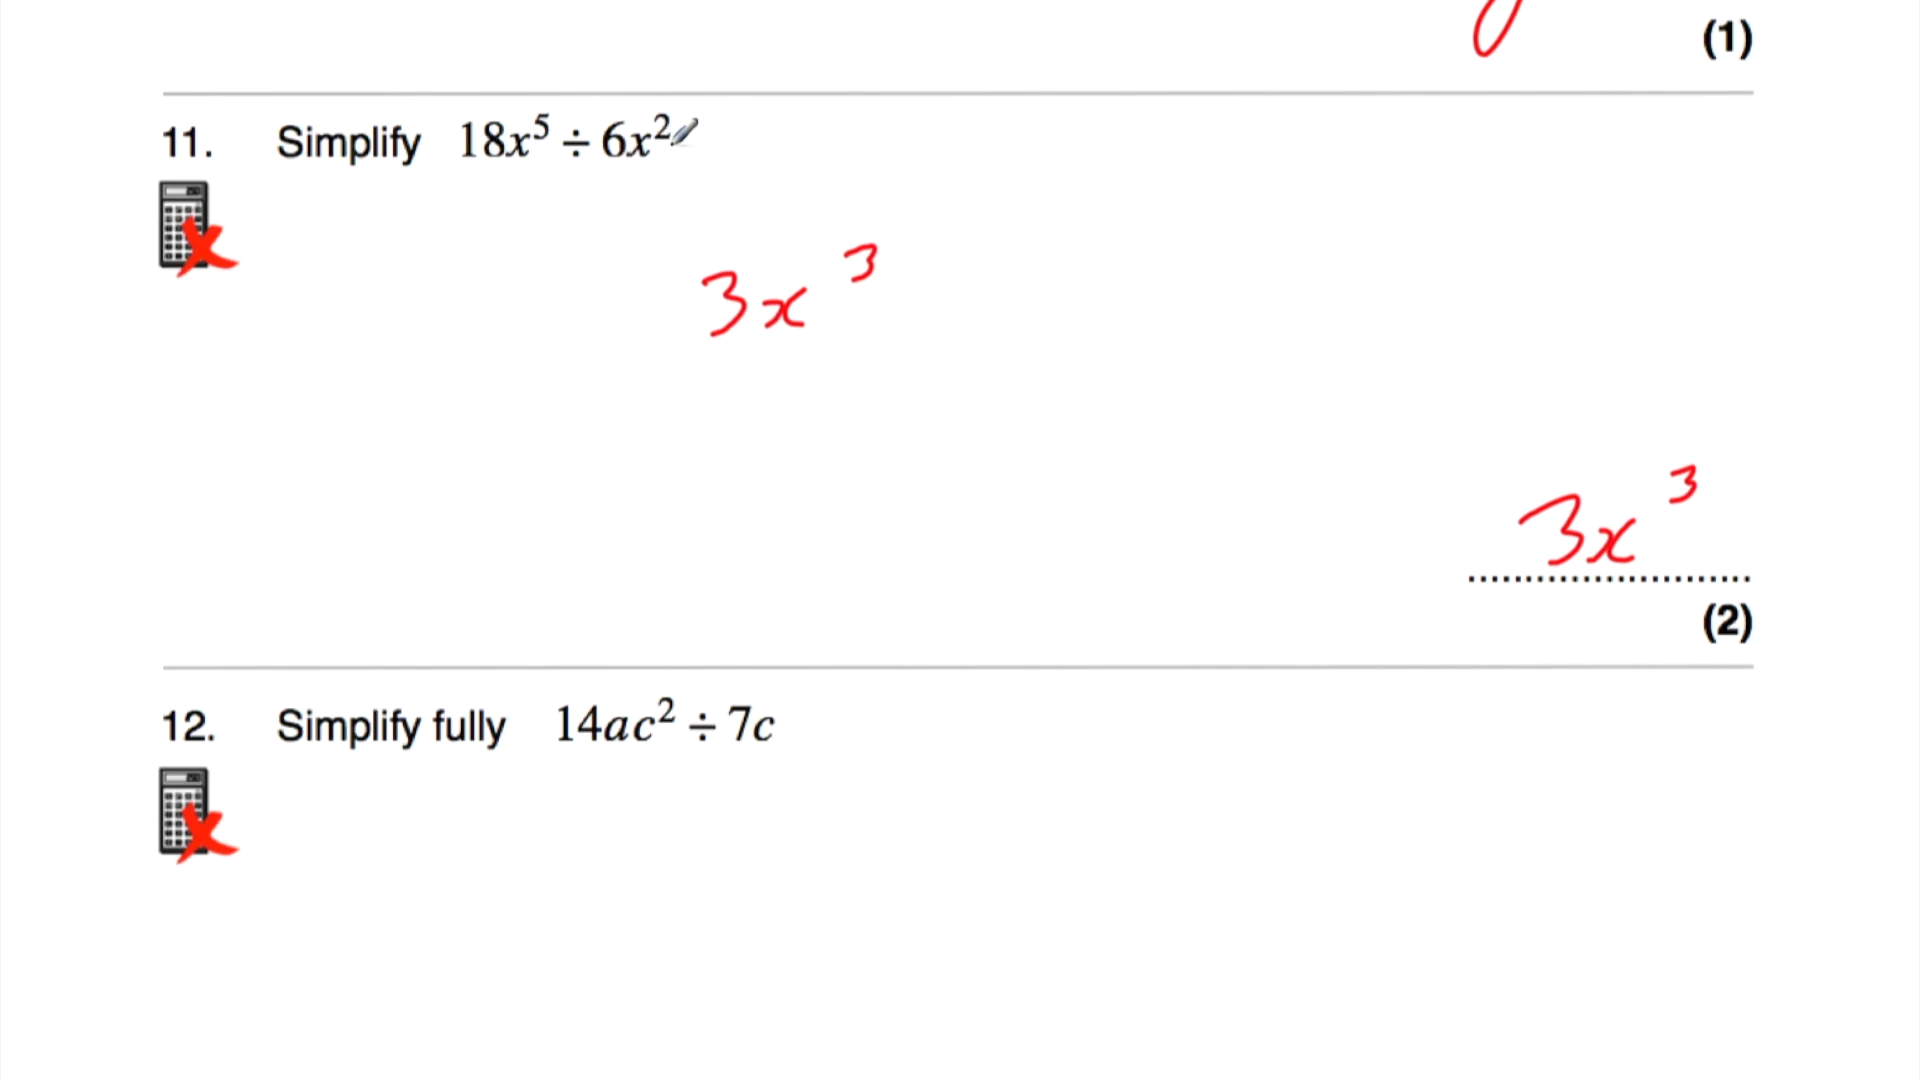 (1)
11. Simplify 18x⁵ ÷ 6x²
3x³
3x³
(2)
12. Simplify fully 14ac² ÷ 7c